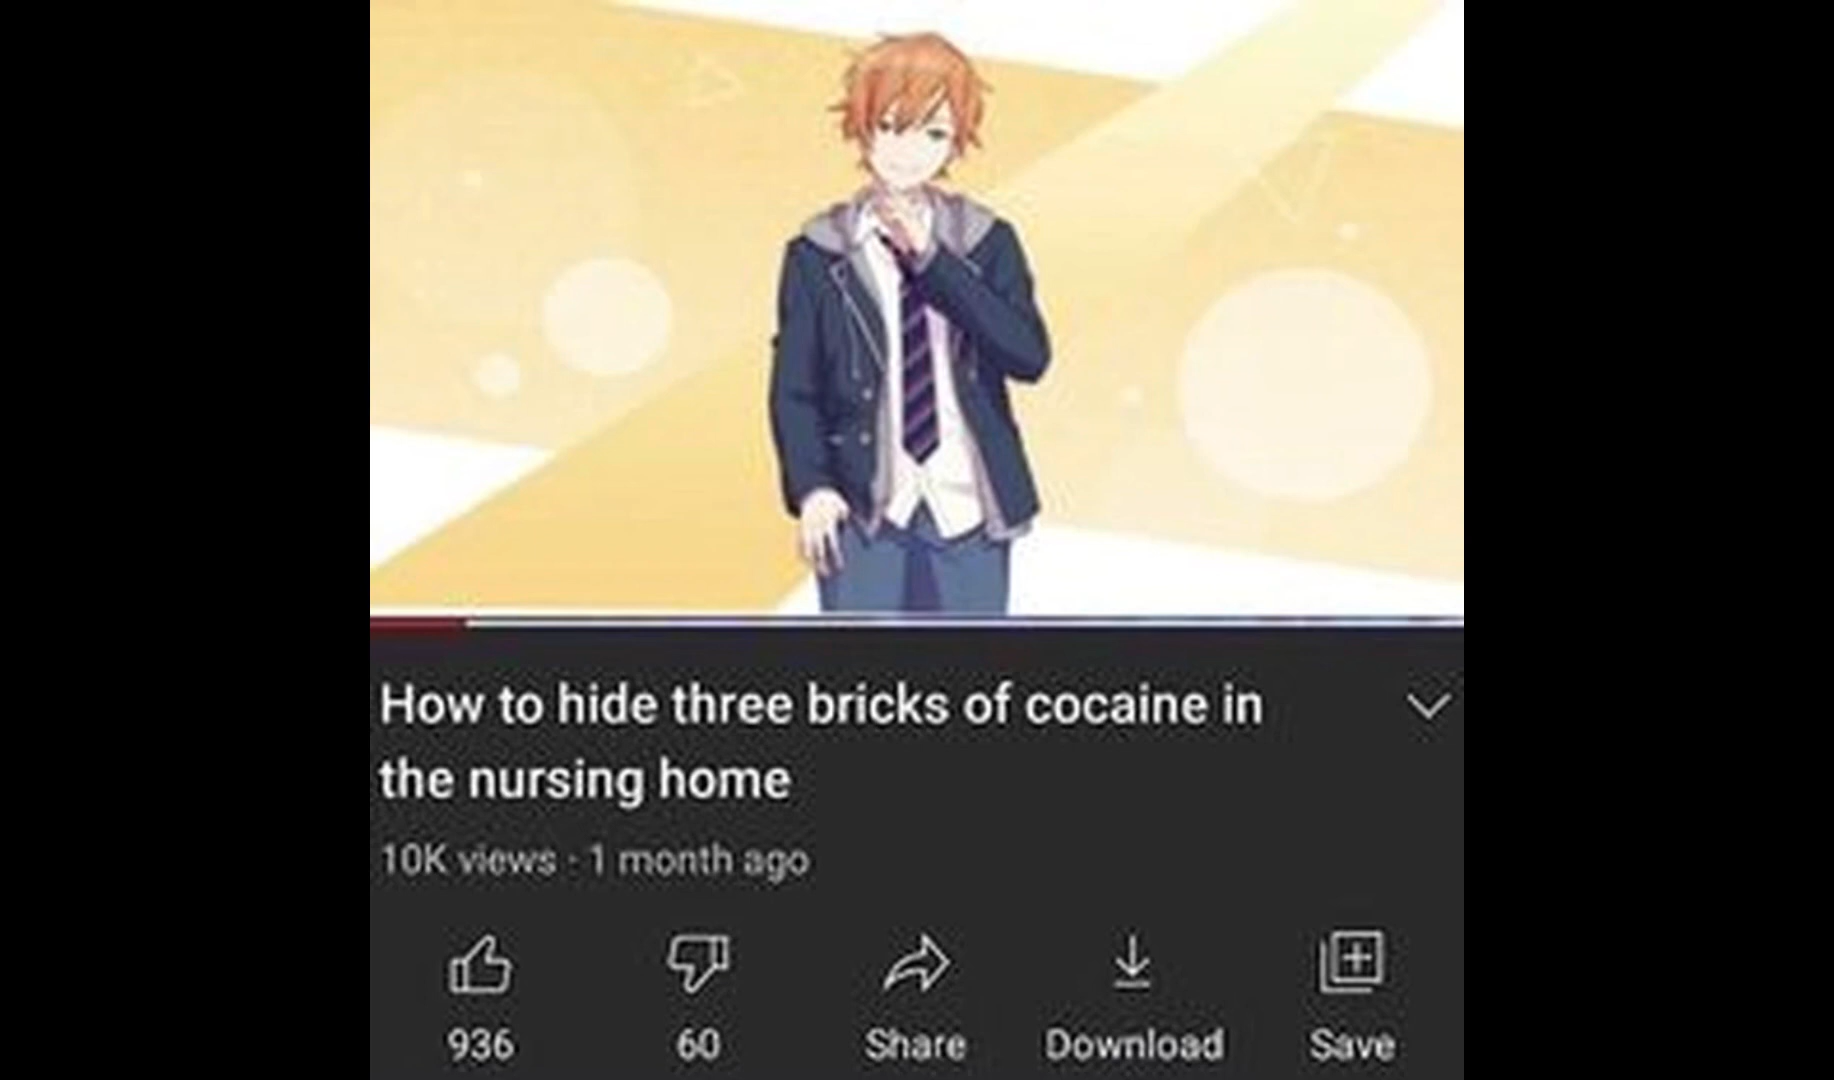 How to hide three bricks of cocaine in
the nursing home
10K views · 1 month ago
936 60 Share Download Save